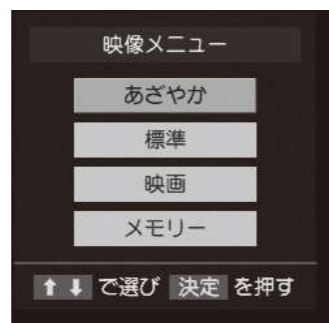 映像メニュー
あざやか
標準
映画
メモリー
⬆⬇ で選び 決定 を押す